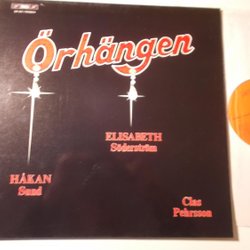 Örhängen
ELISABETH
Söderström
HÅKAN
Sund
Clas
Pehrsson